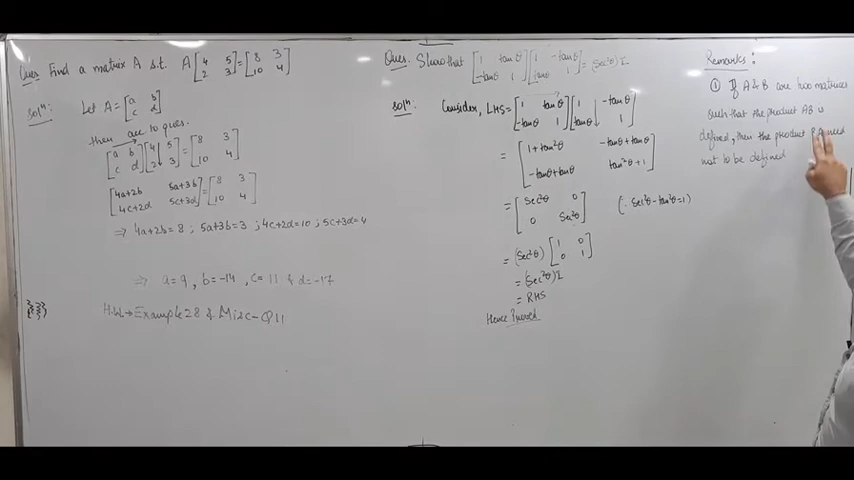 Ques Find a matrix A s.t. A [4 5 2 3] = [8 3 10 4]
solⁿ: Let A = [a b c d]
then acc to ques.
[a b c d] [4 5 2 3] = [8 3 10 4]
[4a+2b 5a+3b 4c+2d 5c+3d] = [8 3 10 4]
⇒ 4a+2b=8 ; 5a+3b=3 ; 4c+2d=10 ; 5c+3d=4
⇒ a=9, b=-14, c=11 & d=-17
H.W.→ Example 28 & Misc-Q11
Ques. Show that [1 tanθ -tanθ 1] [1 -tanθ tanθ 1] = (Sec²θ) I
solⁿ. Consider, LHS = [1 tanθ -tanθ 1] [1 -tanθ tanθ 1]
= [1+tan²θ -tanθ+tanθ -tanθ+tanθ tan²θ+1]
= [Sec²θ 0 0 Sec²θ] (∵ Sec²θ-tan²θ=1)
= (Sec²θ) [1 0 0 1]
= (Sec²θ) I
= RHS
Hence Proved
Remarks:
① If A & B are two matrices
such that the product AB is
defined, then the product BA need
not to be defined